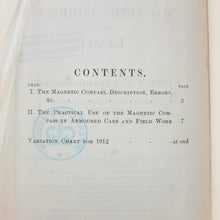 CONTENTS.
CHAP. PAGE
I. The Magnetic Compass, Description, Errors,
&c. . . . . . 3
II. The Practical Use of the Magnetic Com-
pass in Armoured Cars and Field Work 7
Variation Chart for 1912 . . at end